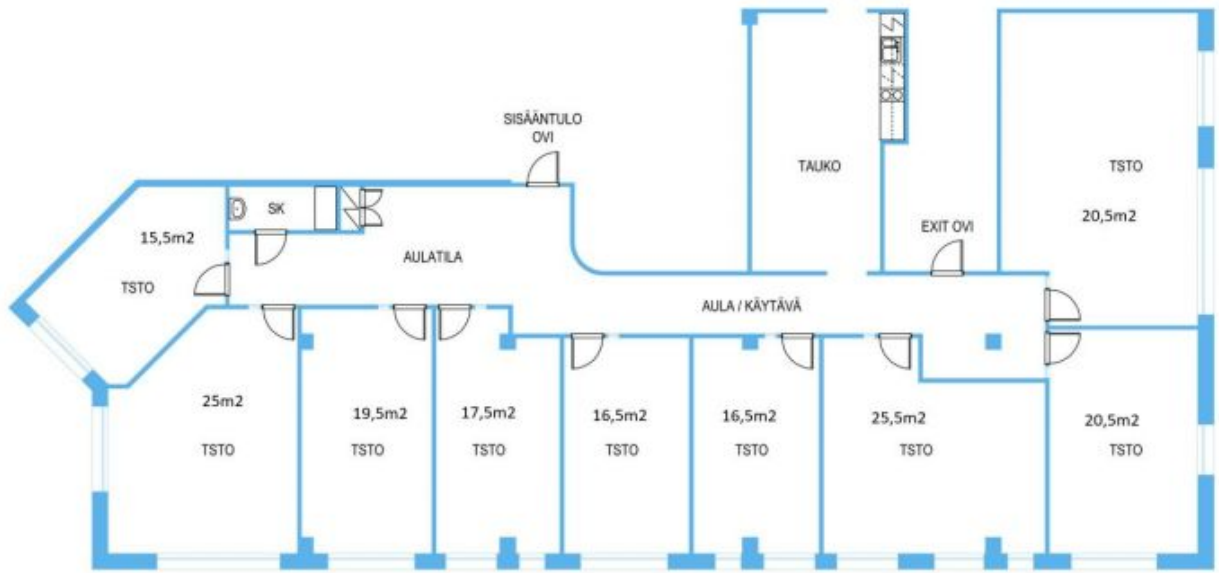 SISÄÄNTULO
OVI
TAUKO
TSTO
20,5m2
SK
15,5m2
TSTO
AULATILA
EXIT OVI
AULA / KÄYTÄVÄ
25m2
TSTO
19,5m2
TSTO
17,5m2
TSTO
16,5m2
TSTO
16,5m2
TSTO
25,5m2
TSTO
20,5m2
TSTO